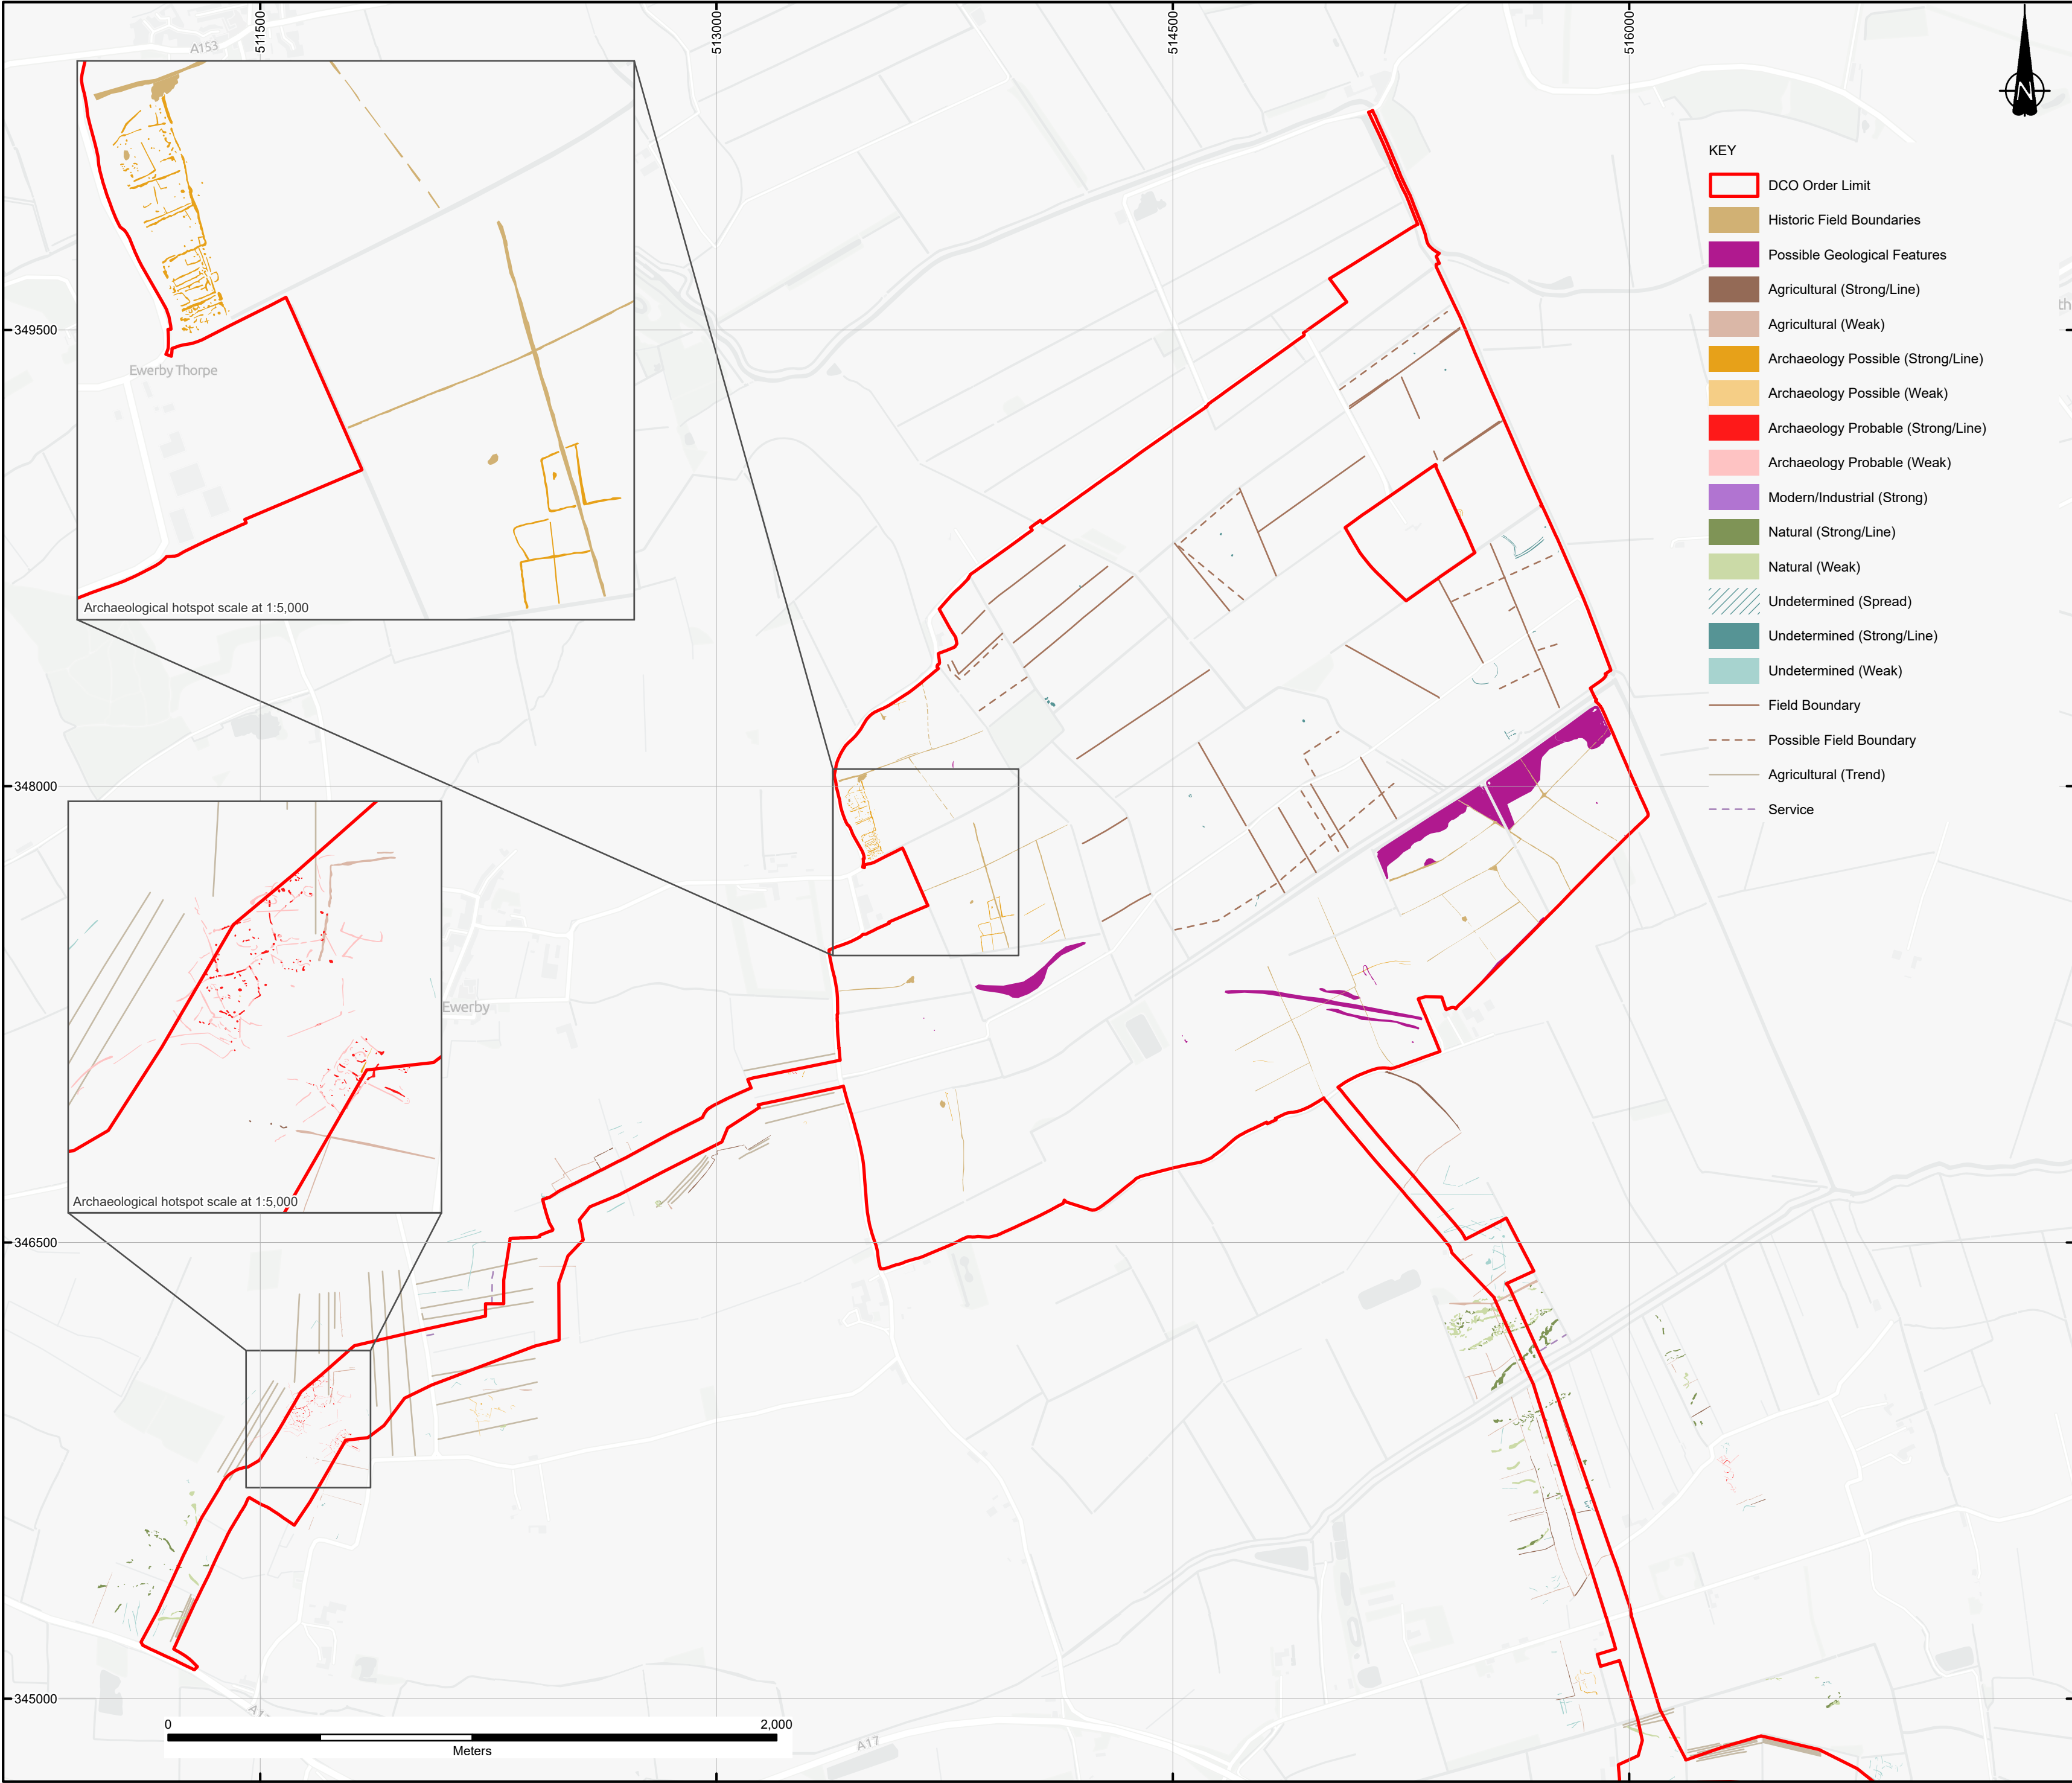 511500
513000
514500
516000
A153
N
KEY
DCO Order Limit
Historic Field Boundaries
Possible Geological Features
Agricultural (Strong/Line)
Agricultural (Weak)
Archaeology Possible (Strong/Line)
Archaeology Possible (Weak)
Archaeology Probable (Strong/Line)
Archaeology Probable (Weak)
Modern/Industrial (Strong)
Natural (Strong/Line)
Natural (Weak)
Undetermined (Spread)
Undetermined (Strong/Line)
Undetermined (Weak)
Field Boundary
Possible Field Boundary
Agricultural (Trend)
Service
349500
Ewerby Thorpe
Archaeological hotspot scale at 1:5,000
348000
Ewerby
Archaeological hotspot scale at 1:5,000
346500
345000
0 2,000
Meters
A17